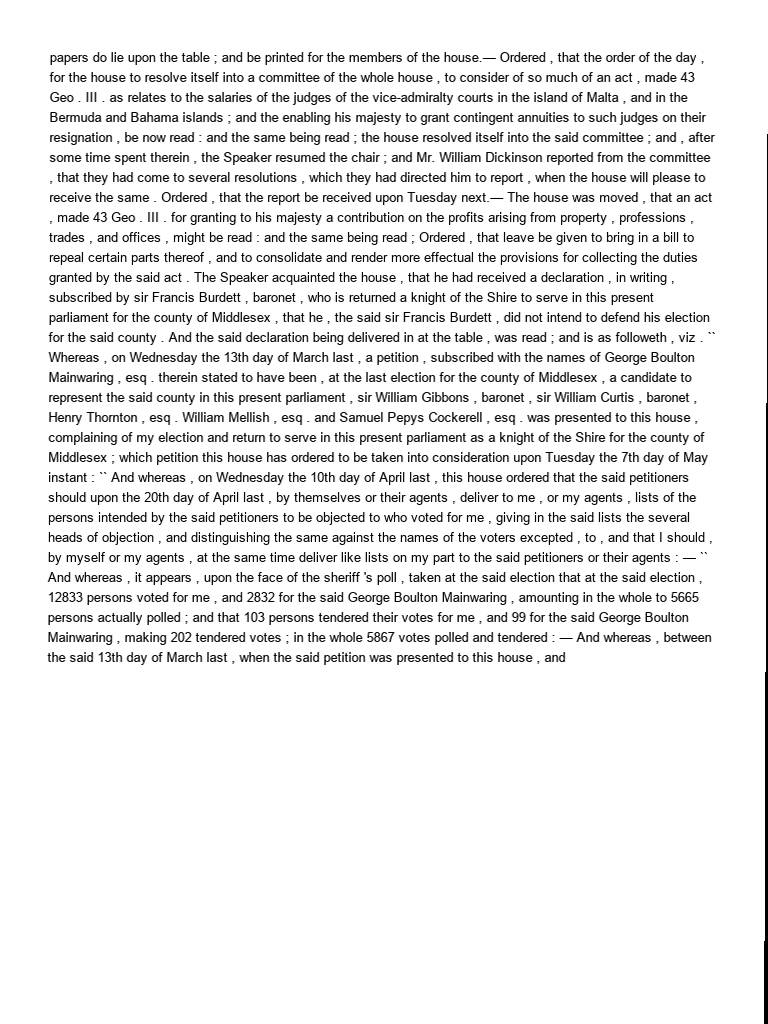 papers do lie upon the table ; and be printed for the members of the house.— Ordered , that the order of the day ,
for the house to resolve itself into a committee of the whole house , to consider of so much of an act , made 43
Geo . III . as relates to the salaries of the judges of the vice-admiralty courts in the island of Malta , and in the
Bermuda and Bahama islands ; and the enabling his majesty to grant contingent annuities to such judges on their
resignation , be now read : and the same being read ; the house resolved itself into the said committee ; and , after
some time spent therein , the Speaker resumed the chair ; and Mr. William Dickinson reported from the committee
, that they had come to several resolutions , which they had directed him to report , when the house will please to
receive the same . Ordered , that the report be received upon Tuesday next.— The house was moved , that an act
, made 43 Geo . III . for granting to his majesty a contribution on the profits arising from property , professions ,
trades , and offices , might be read : and the same being read ; Ordered , that leave be given to bring in a bill to
repeal certain parts thereof , and to consolidate and render more effectual the provisions for collecting the duties
granted by the said act . The Speaker acquainted the house , that he had received a declaration , in writing ,
subscribed by sir Francis Burdett , baronet , who is returned a knight of the Shire to serve in this present
parliament for the county of Middlesex , that he , the said sir Francis Burdett , did not intend to defend his election
for the said county . And the said declaration being delivered in at the table , was read ; and is as followeth , viz . ``
Whereas , on Wednesday the 13th day of March last , a petition , subscribed with the names of George Boulton
Mainwaring , esq . therein stated to have been , at the last election for the county of Middlesex , a candidate to
represent the said county in this present parliament , sir William Gibbons , baronet , sir William Curtis , baronet ,
Henry Thornton , esq . William Mellish , esq . and Samuel Pepys Cockerell , esq . was presented to this house ,
complaining of my election and return to serve in this present parliament as a knight of the Shire for the county of
Middlesex ; which petition this house has ordered to be taken into consideration upon Tuesday the 7th day of May
instant : `` And whereas , on Wednesday the 10th day of April last , this house ordered that the said petitioners
should upon the 20th day of April last , by themselves or their agents , deliver to me , or my agents , lists of the
persons intended by the said petitioners to be objected to who voted for me , giving in the said lists the several
heads of objection , and distinguishing the same against the names of the voters excepted , to , and that I should ,
by myself or my agents , at the same time deliver like lists on my part to the said petitioners or their agents : — ``
And whereas , it appears , upon the face of the sheriff 's poll , taken at the said election that at the said election ,
12833 persons voted for me , and 2832 for the said George Boulton Mainwaring , amounting in the whole to 5665
persons actually polled ; and that 103 persons tendered their votes for me , and 99 for the said George Boulton
Mainwaring , making 202 tendered votes ; in the whole 5867 votes polled and tendered : — And whereas , between
the said 13th day of March last , when the said petition was presented to this house , and